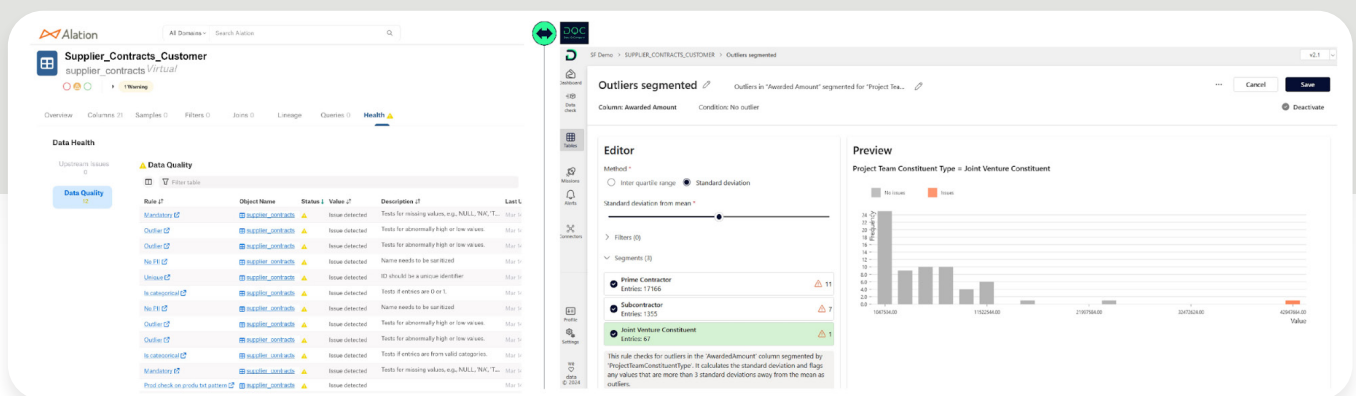 Alation
All Domains
Search Alation
Supplier_Contracts_Customer
supplier_contracts Virtual
1 Warning
Overview Columns 21 Samples 0 Filters 0 Joins 0 Lineage Queries 0 Health
Data Health
Upstream Issues
0
Data Quality
Data Quality
Filter table
Rule Object Name Status Value Description Last U
Mandatory supplier_contracts Issue detected Tests for missing values, e.g., NULL, 'NA', "T...
Outlier supplier_contracts Issue detected Tests for abnormally high or low values.
Outlier supplier_contracts Issue detected Tests for abnormally high or low values.
No PII supplier_contracts Issue detected Name needs to be sanitized
Unique supplier_contracts Issue detected ID should be a unique identifier
Is categorical supplier_contracts Issue detected Tests if entries are 0 or 1.
No PII supplier_contracts Issue detected Name needs to be sanitized
Outlier supplier_contracts Issue detected Tests for abnormally high or low values.
Outlier supplier_contracts Issue detected Tests for abnormally high or low values.
Is categorical supplier_contracts Issue detected Tests if entries are from valid categories.
Mandatory supplier_contracts Issue detected Tests for missing values, e.g., NULL, 'NA', "T...
Prod check on produ txt pattern supplier_contracts Issue detected
DQC
SF Demo > SUPPLIER_CONTRACTS_CUSTOMER > Outliers segmented
v2.1
Dashboard
Data
check
Tables
Missions
Alerts
Connectors
Profile
Settings
we
data
© 2024
Outliers segmented
Outliers in "Awarded Amount" segmented for "Project Tea...
... Cancel Save
Column: Awarded Amount Condition: No outlier
Deactivate
Editor
Method *
Inter quartile range Standard deviation
Standard deviation from mean *
Filters (0)
Segments (3)
Prime Contractor
Entries: 17166
11
Subcontractor
Entries: 1355
7
Joint Venture Constituent
Entries: 67
1
This rule checks for outliers in the 'AwardedAmount' column segmented by
'ProjectTeamConstituentType'. It calculates the standard deviation and flags
any values that are more than 3 standard deviations away from the mean as
outliers.
Preview
Project Team Constituent Type = Joint Venture Constituent
No issues Issues
Frequency
Value